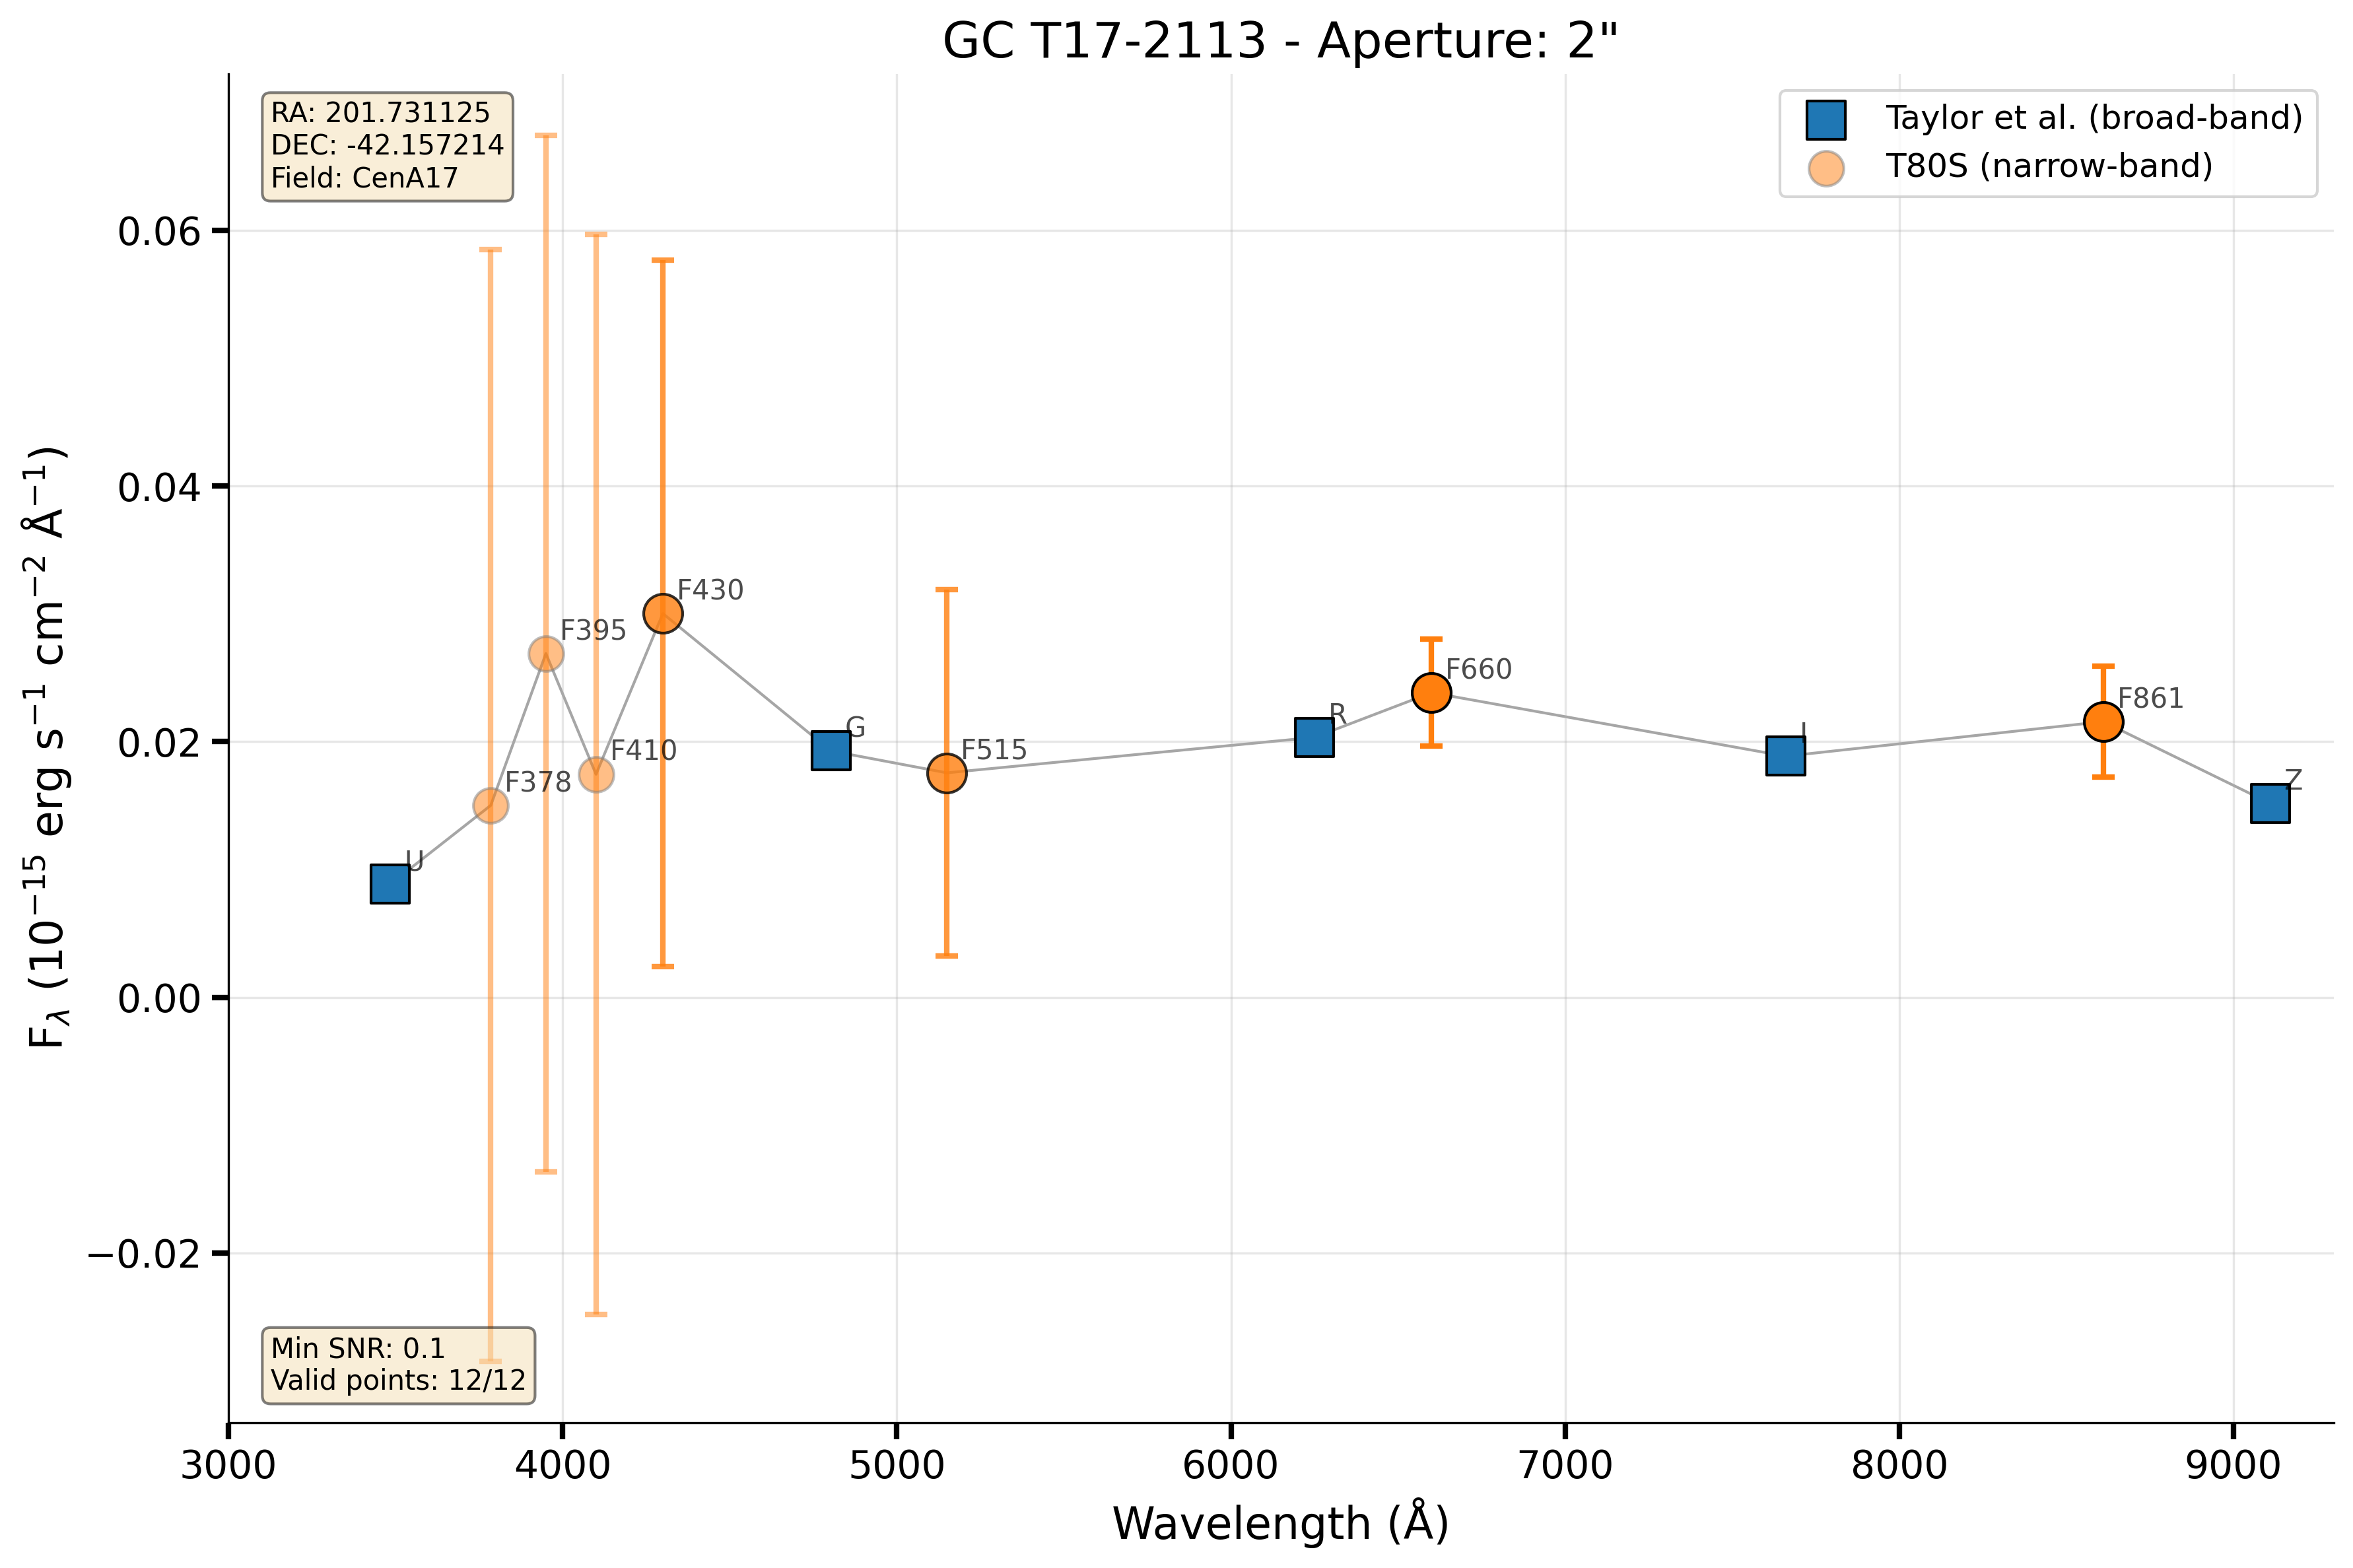 GC T17-2113 - Aperture: 2"
RA: 201.731125
DEC: -42.157214
Field: CenA17
Taylor et al. (broad-band)
T80S (narrow-band)
F_λ (10⁻¹⁵ erg s⁻¹ cm⁻² Å⁻¹)
0.06
0.04
0.02
0.00
−0.02
U
F378
F395
F410
F430
G
F515
R
F660
I
F861
Z
Min SNR: 0.1
Valid points: 12/12
3000 4000 5000 6000 7000 8000 9000
Wavelength (Å)